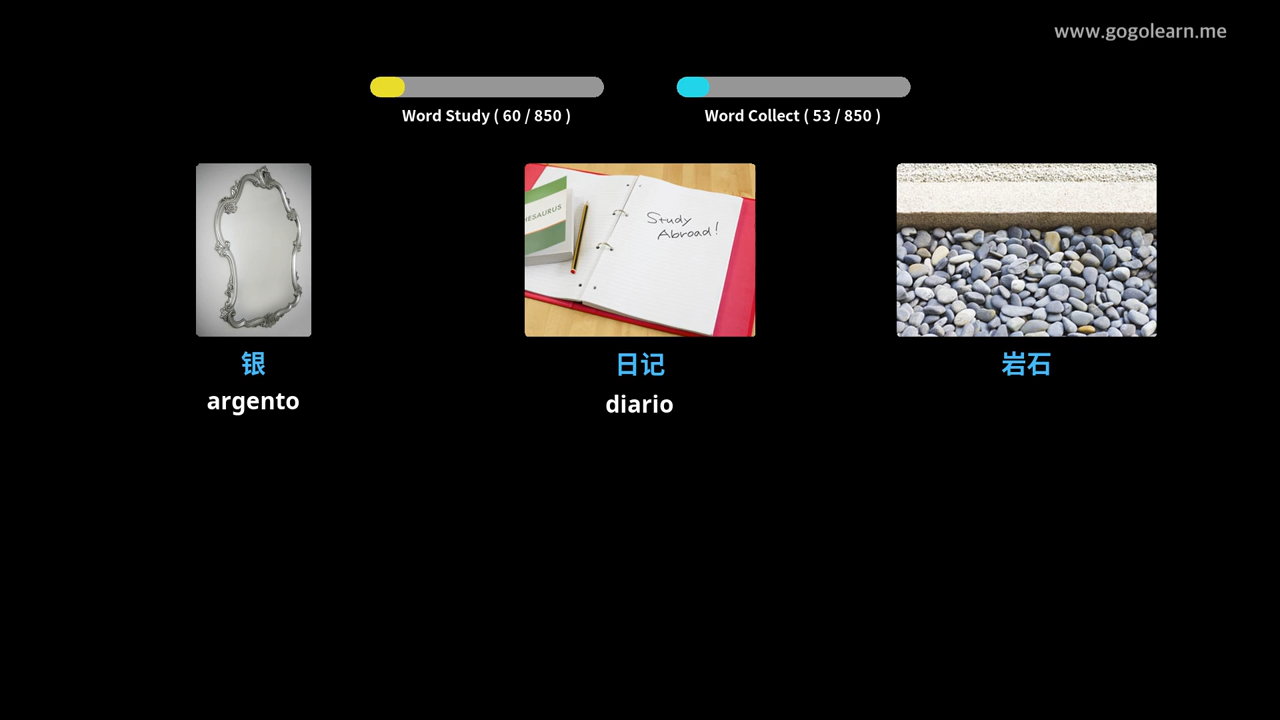 www.gogolearn.me
Word Study ( 60 / 850 )
Word Collect ( 53 / 850 )
HESAURUS
Study
Abroad!
银
日记
岩石
argento
diario